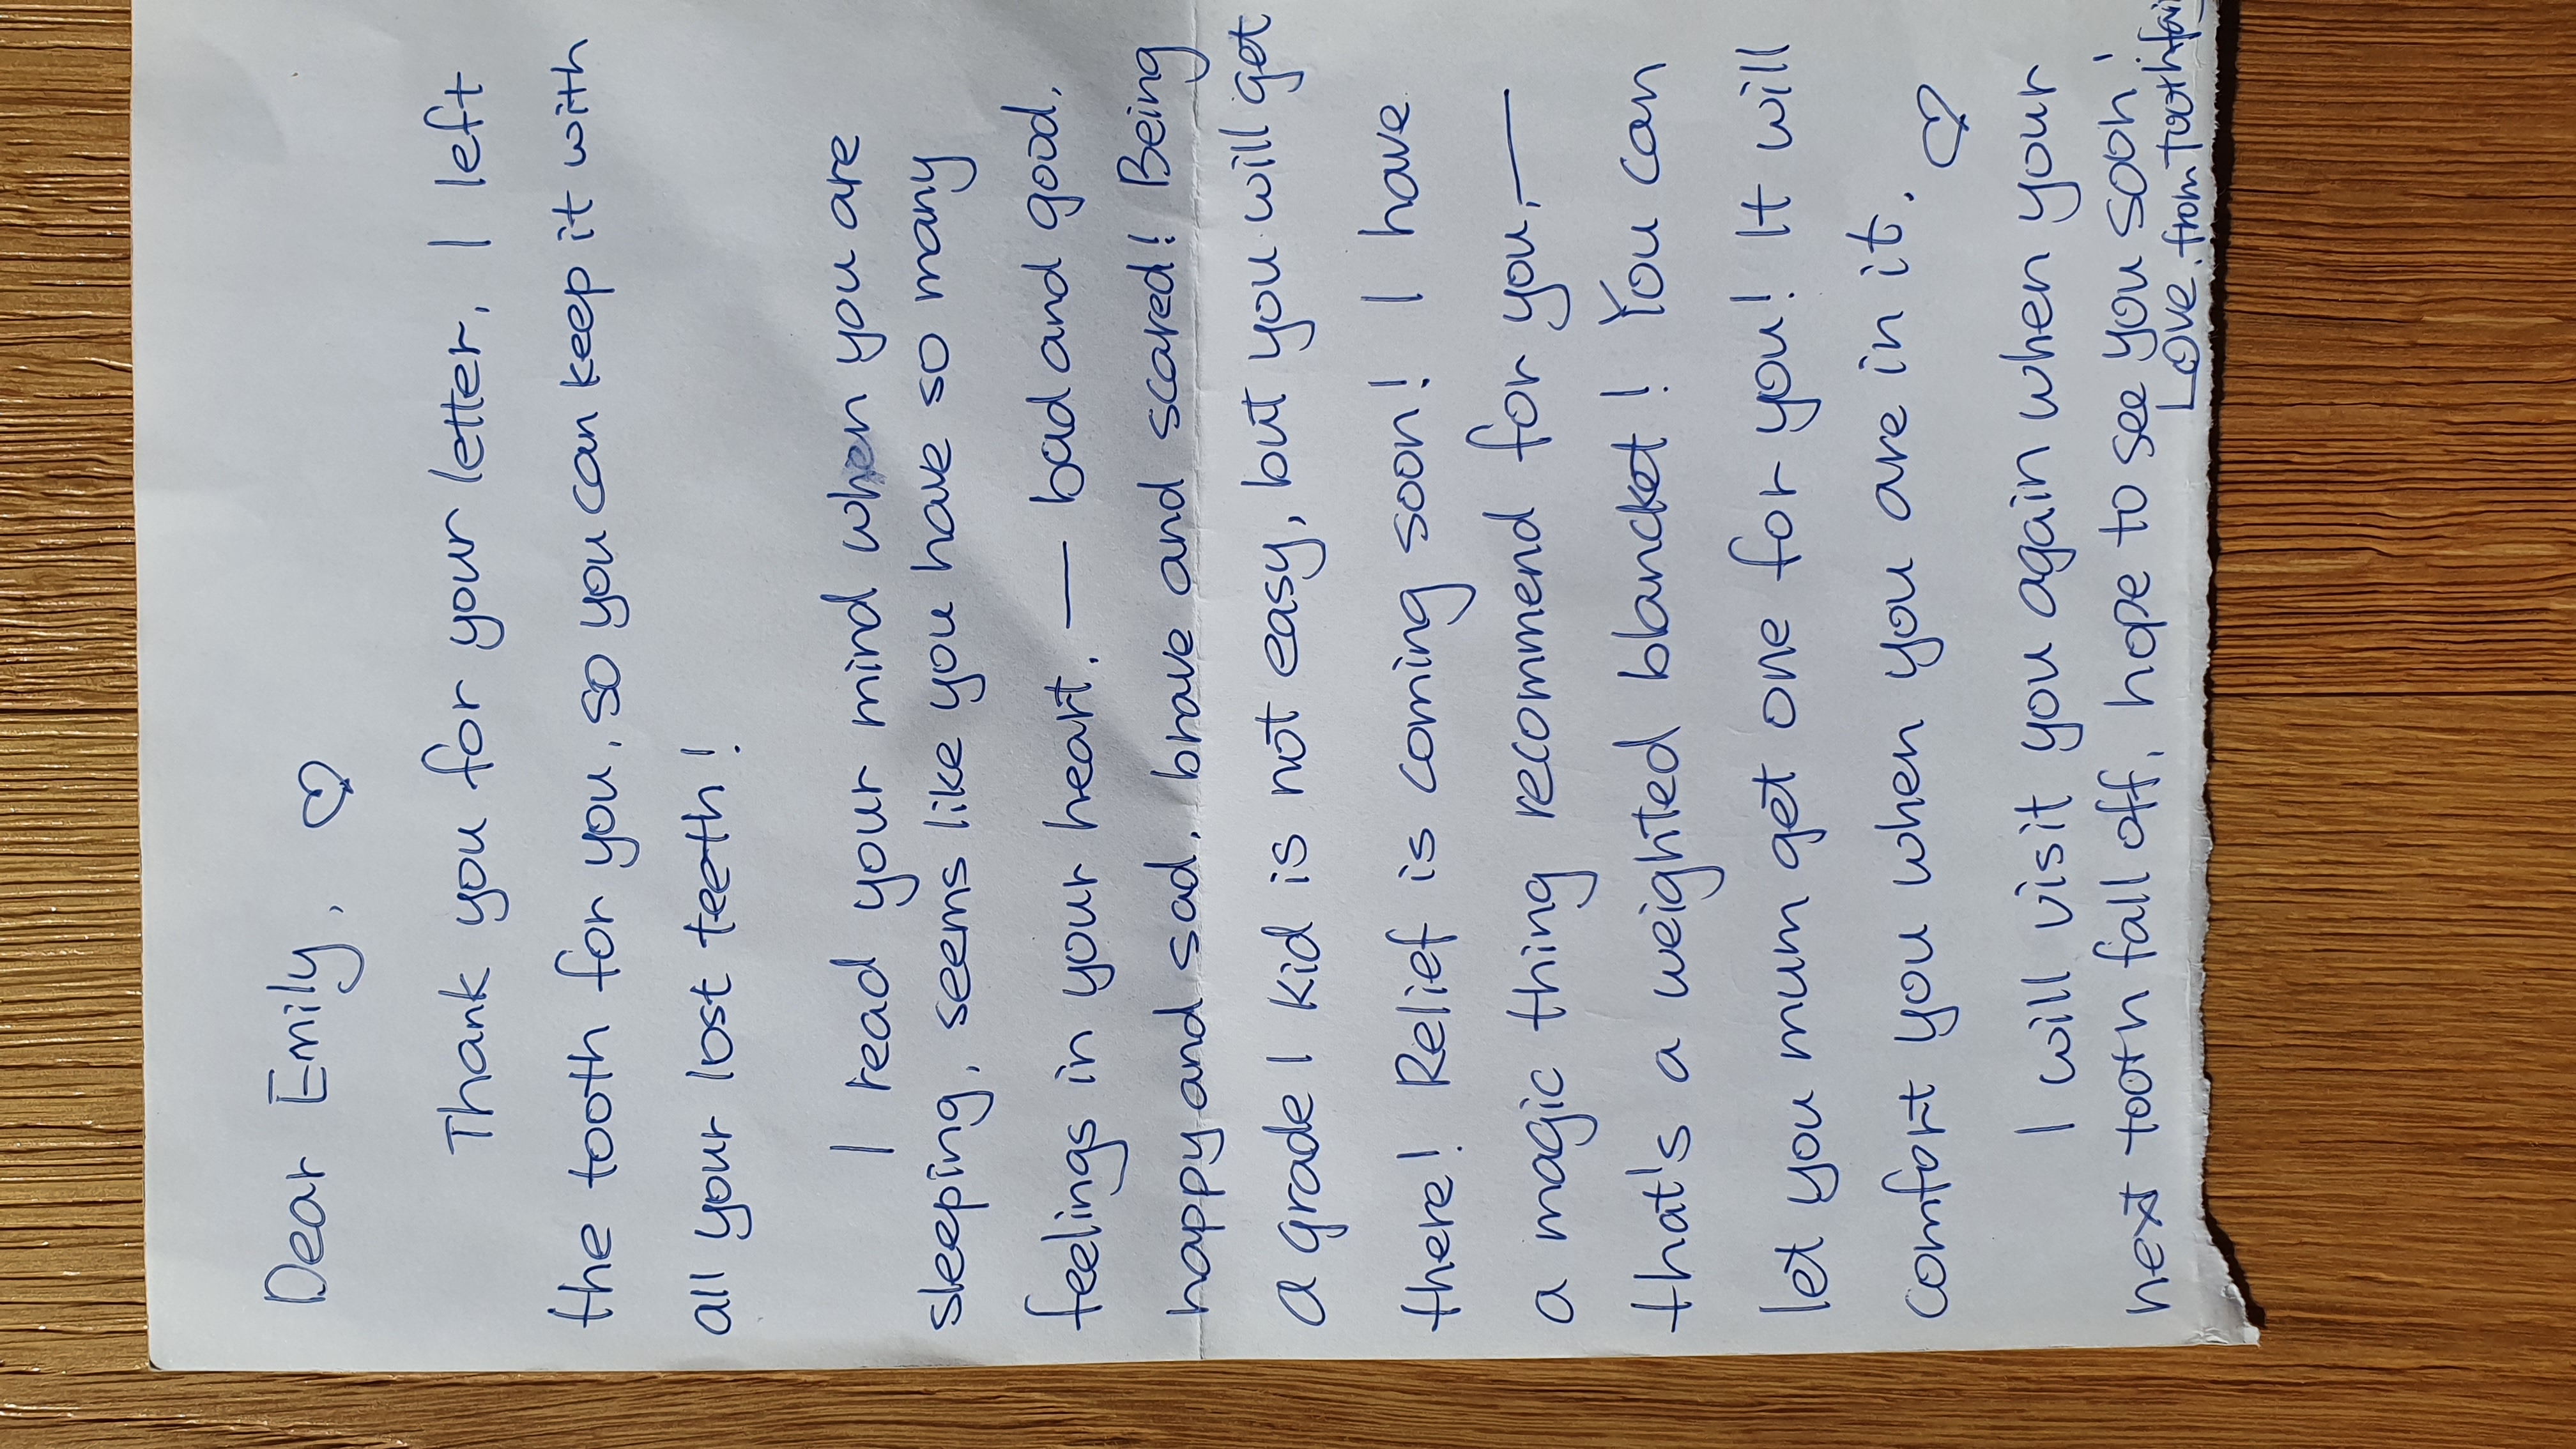 Dear Emily, ♡
Thank you for your letter, I left
the tooth for you, so you can keep it with
all your lost teeth!
I read your mind when you are
sleeping, seems like you have so many
feelings in your heart, — bad and good,
happy and sad, brave and scared! Being
a grade 1 kid is not easy, but you will get
there! Relief is coming soon! I have
a magic thing recommend for you, —
that's a weighted blancket! You can
let you mum get one for you! It will
comfort you when you are in it. ♡
I will visit you again when your
next tooth fall off, hope to see you soon!
Love, from